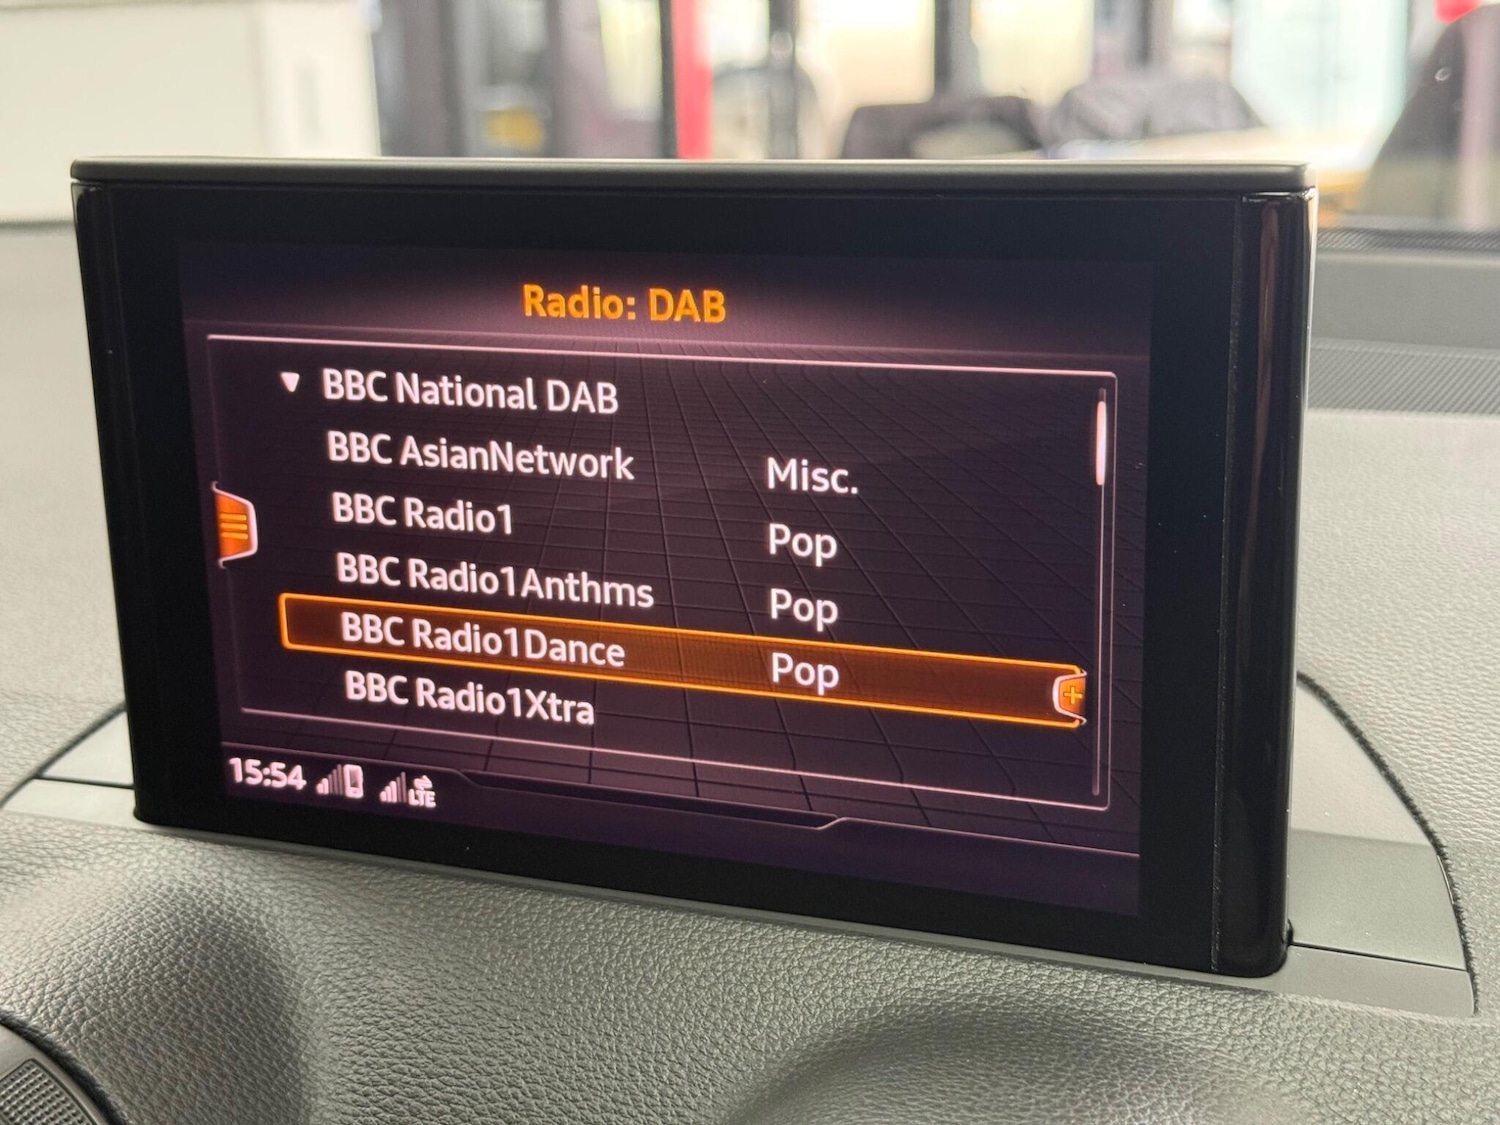 Radio: DAB
BBC National DAB
BBC AsianNetwork Misc.
BBC Radio1 Pop
BBC Radio1Anthms Pop
BBC Radio1Dance Pop
BBC Radio1Xtra
15:54 LTE